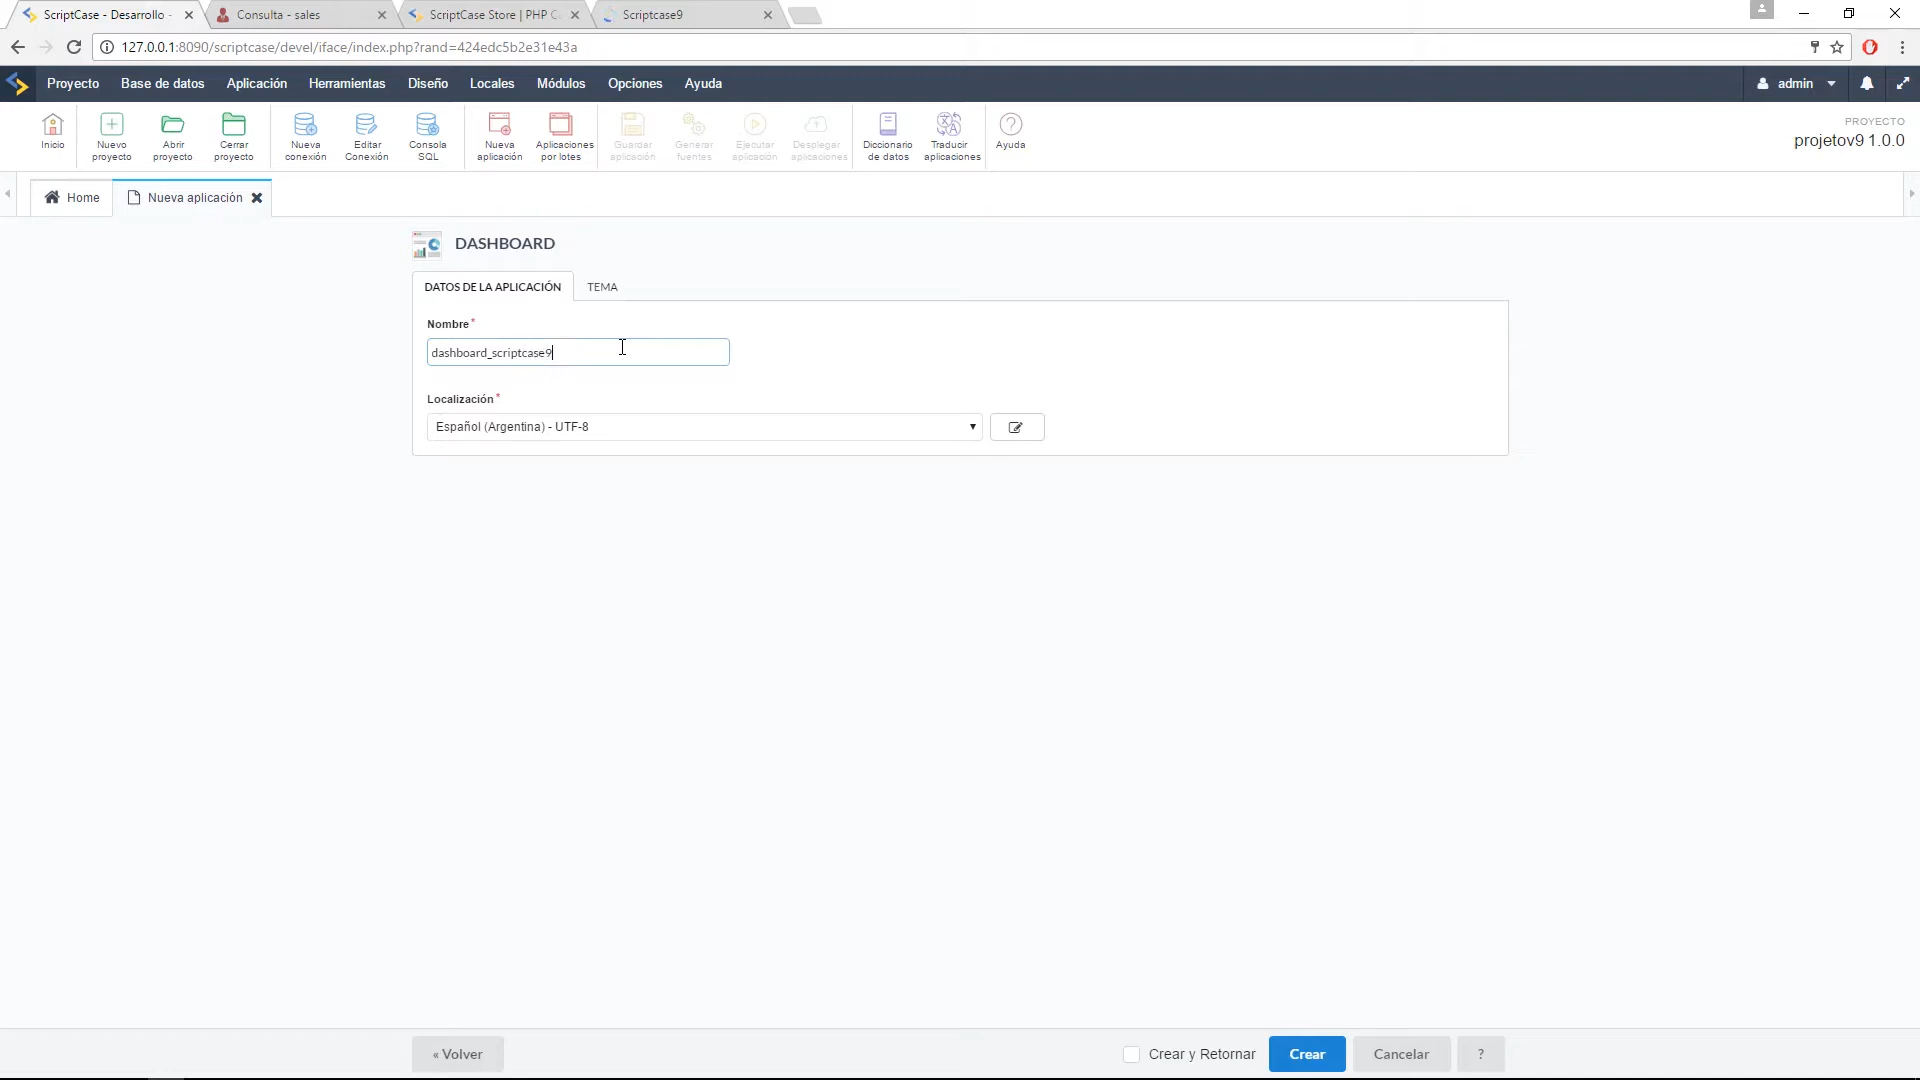 ScriptCase - Desarrollo -
Consulta - sales
ScriptCase Store | PHP C
Scriptcase9
127.0.0.1:8090/scriptcase/devel/iface/index.php?rand=424edc5b2e31e43a
Proyecto Base de datos Aplicación Herramientas Diseño Locales Módulos Opciones Ayuda admin
Inicio
Nuevo
proyecto
Abrir
proyecto
Cerrar
proyecto
Nueva
conexión
Editar
Conexión
Consola
SQL
Nueva
aplicación
Aplicaciones
por lotes
Guardar
aplicación
Generar
fuentes
Ejecutar
aplicación
Desplegar
aplicaciones
Diccionario
de datos
Traducir
aplicaciones
Ayuda
PROYECTO
projetov9 1.0.0
Home
Nueva aplicación
DASHBOARD
DATOS DE LA APLICACIÓN
TEMA
Nombre*
dashboard_scriptcase9
Localización*
Español (Argentina) - UTF-8
« Volver
Crear y Retornar
Crear
Cancelar
?